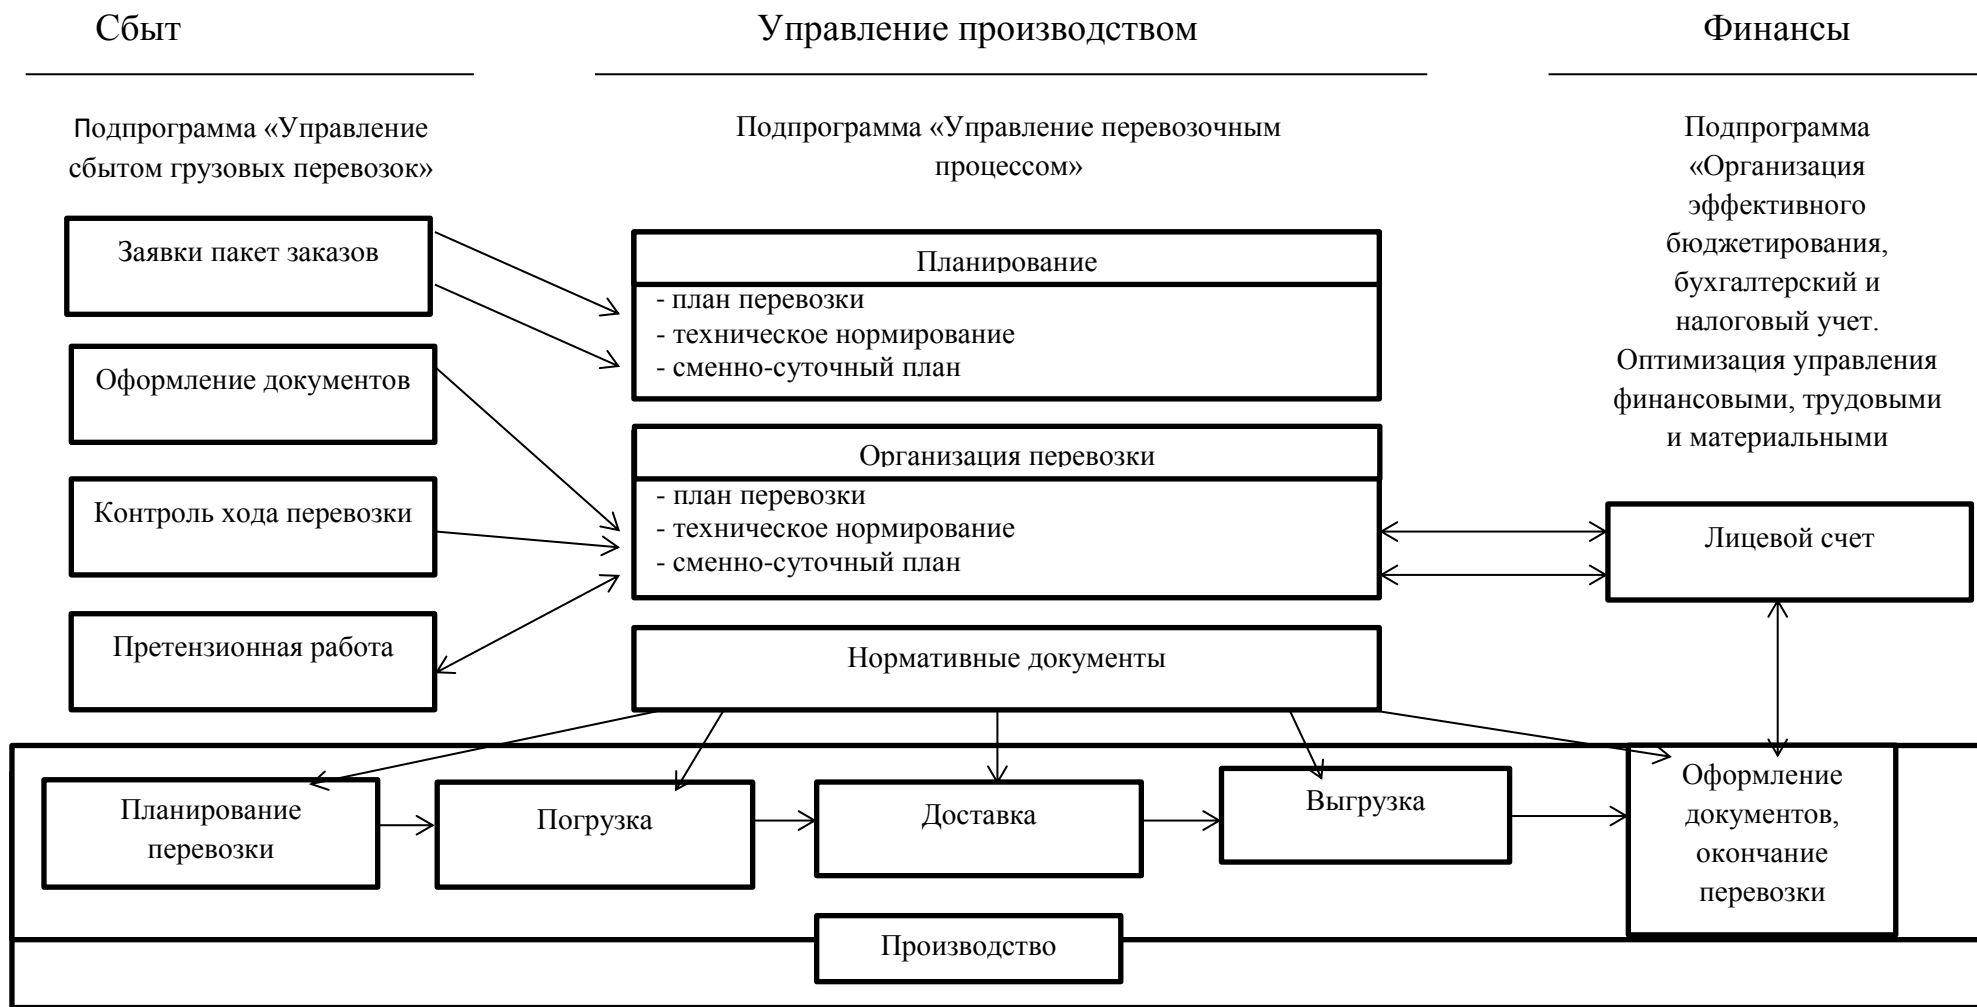 Сбыт
Управление производством
Финансы
Подпрограмма «Управление
сбытом грузовых перевозок»
Подпрограмма «Управление перевозочным
процессом»
Подпрограмма
«Организация
эффективного
бюджетирования,
бухгалтерский и
налоговый учет.
Оптимизация управления
финансовыми, трудовыми
и материальными
Заявки пакет заказов
Оформление документов
Контроль хода перевозки
Претензионная работа
Планирование
- план перевозки
- техническое нормирование
- сменно-суточный план
Организация перевозки
- план перевозки
- техническое нормирование
- сменно-суточный план
Нормативные документы
Лицевой счет
Планирование
перевозки
Погрузка
Доставка
Выгрузка
Оформление
документов,
окончание
перевозки
Производство